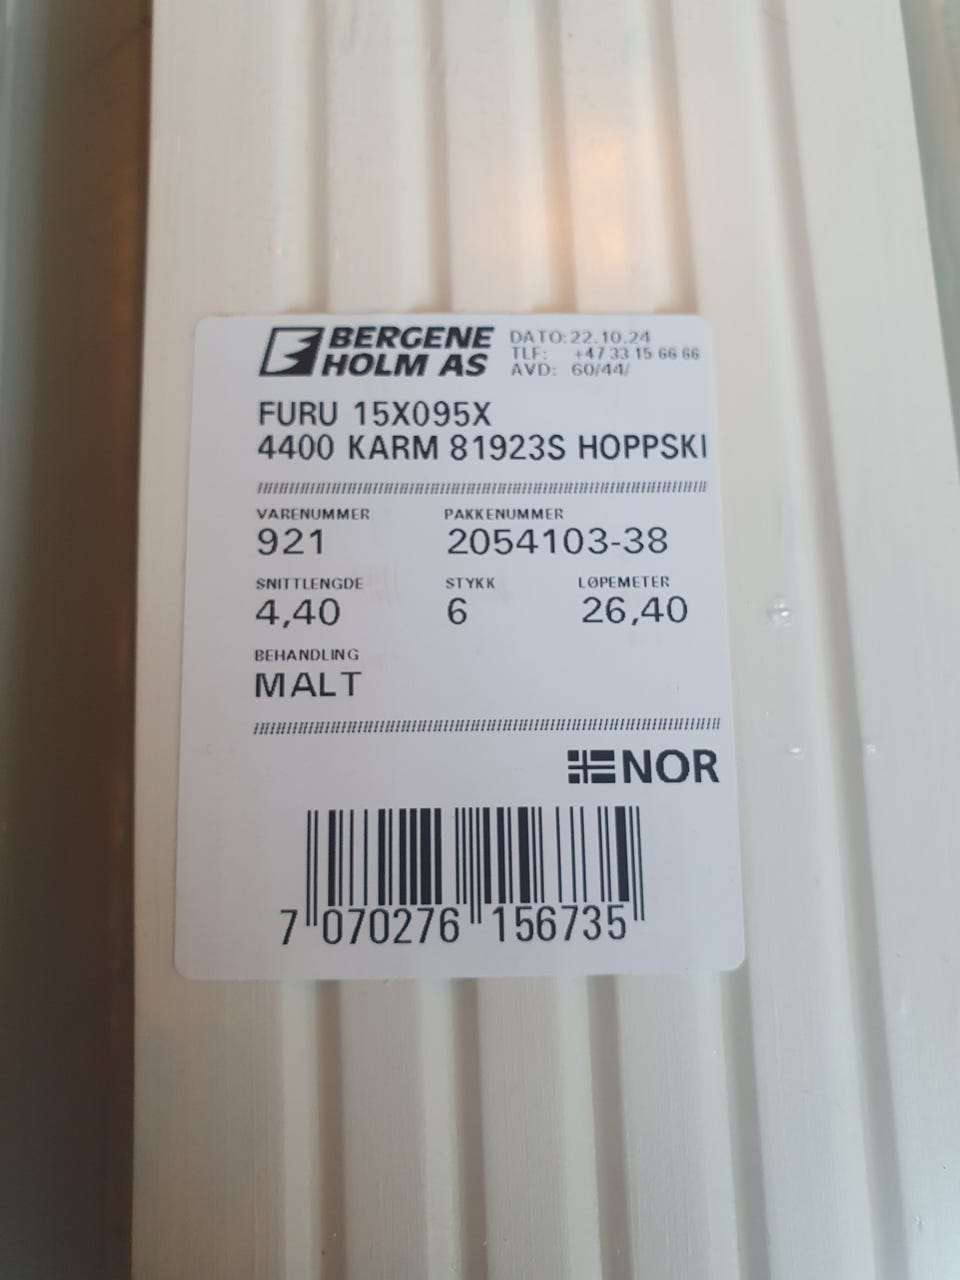 BERGENE
HOLM AS
DATO: 22.10.24
TLF: +47 33 15 66 66
AVD: 60/44/
FURU 15X095X
4400 KARM 81923S HOPPSKI
VARENUMMER PAKKENUMMER
921 2054103-38
SNITTLENGDE STYKK LØPEMETER
4,40 6 26,40
BEHANDLING
MALT
NOR
7 070276 156735